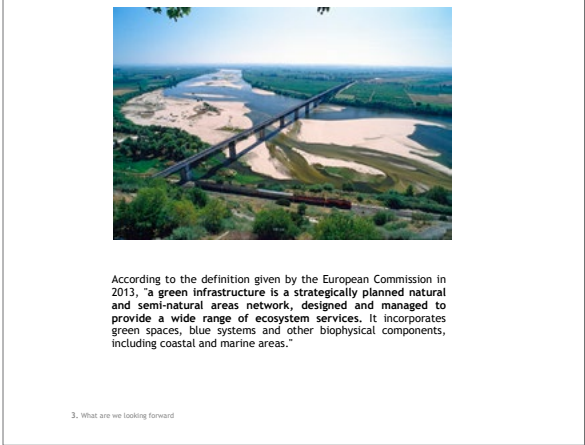 According to the definition given by the European Commission in
2013, "a green infrastructure is a strategically planned natural
and semi-natural areas network, designed and managed to
provide a wide range of ecosystem services. It incorporates
green spaces, blue systems and other biophysical components,
including coastal and marine areas."
3. What are we looking forward